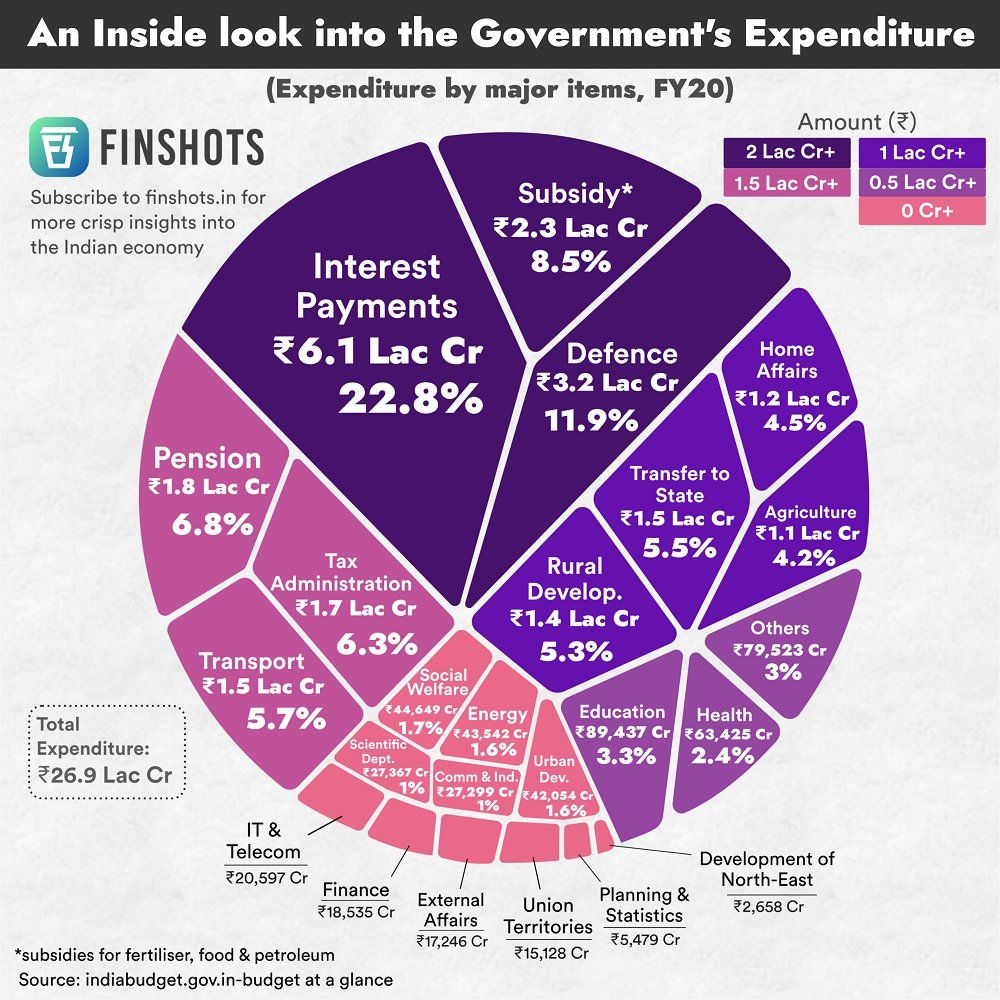 An Inside look into the Government's Expenditure
(Expenditure by major items, FY20)
FINSHOTS
Subscribe to finshots.in for
more crisp insights into
the Indian economy
Amount (₹)
2 Lac Cr+
1 Lac Cr+
1.5 Lac Cr+
0.5 Lac Cr+
0 Cr+
Subsidy*
₹2.3 Lac Cr
8.5%
Interest
Payments
₹6.1 Lac Cr
22.8%
Defence
₹3.2 Lac Cr
11.9%
Home
Affairs
₹1.2 Lac Cr
4.5%
Pension
₹1.8 Lac Cr
6.8%
Transfer to
State
₹1.5 Lac Cr
5.5%
Agriculture
₹1.1 Lac Cr
4.2%
Tax
Administration
₹1.7 Lac Cr
6.3%
Rural
Develop.
₹1.4 Lac Cr
5.3%
Others
₹79,523 Cr
3%
Transport
₹1.5 Lac Cr
5.7%
Social
Welfare
₹44,649 Cr
1.7%
Energy
₹43,542 Cr
1.6%
Education
₹89,437 Cr
3.3%
Health
₹63,425 Cr
2.4%
Total
Expenditure:
₹26.9 Lac Cr
Scientific
Dept.
₹27,367 Cr
1%
Comm & Ind.
₹27,299 Cr
1%
Urban
Dev.
₹42,054 Cr
1.6%
IT &
Telecom
₹20,597 Cr
Finance
₹18,535 Cr
External
Affairs
₹17,246 Cr
Union
Territories
₹15,128 Cr
Planning &
Statistics
₹5,479 Cr
Development of
North-East
₹2,658 Cr
*subsidies for fertiliser, food & petroleum
Source: indiabudget.gov.in-budget at a glance